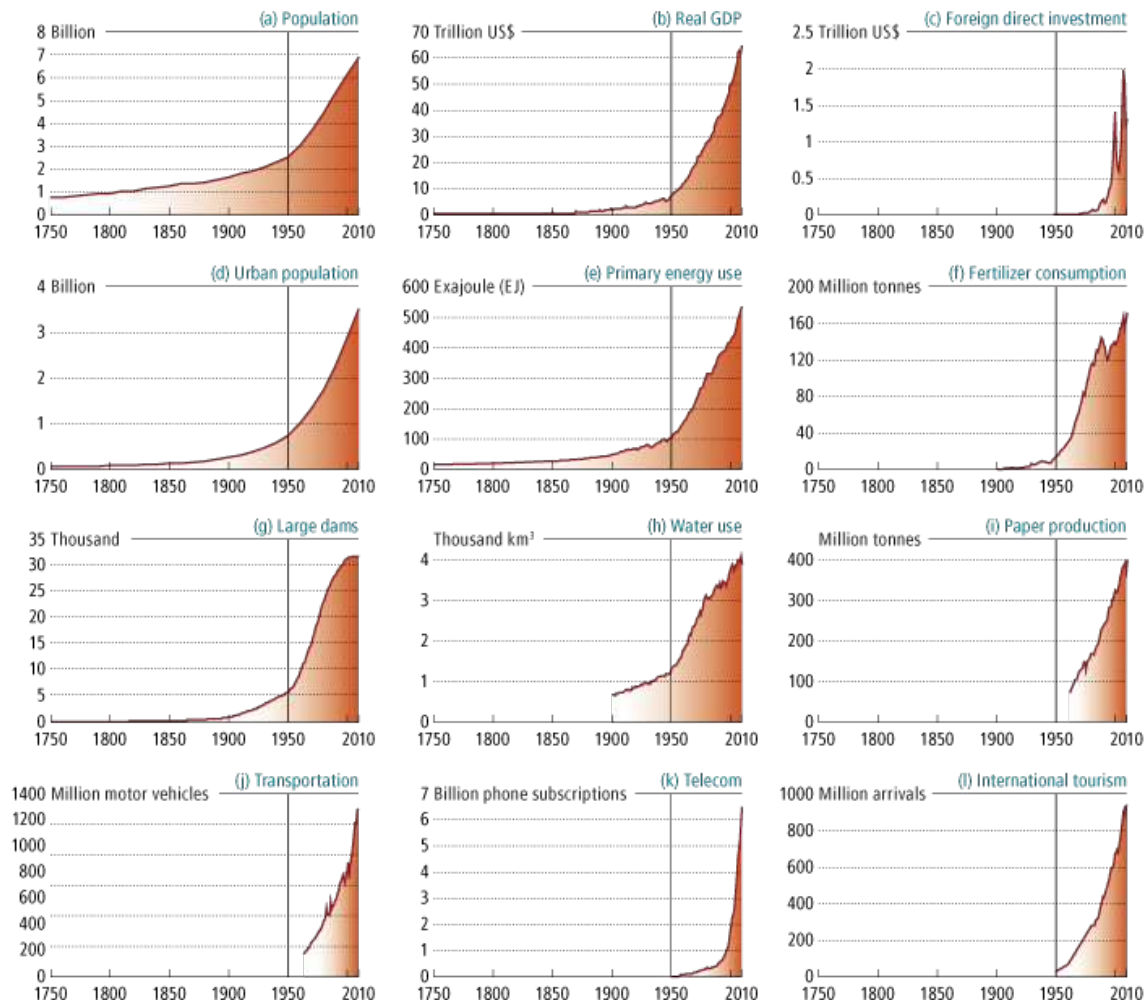 (a) Population
8 Billion
7
6
5
4
3
2
1
0
1750 1800 1850 1900 1950 2010
(b) Real GDP
70 Trillion US$
60
50
40
30
20
10
0
1750 1800 1850 1900 1950 2010
(c) Foreign direct investment
2.5 Trillion US$
2
1.5
1
0.5
0
1750 1800 1850 1900 1950 2010
(d) Urban population
4 Billion
3
2
1
0
1750 1800 1850 1900 1950 2010
(e) Primary energy use
600 Exajoule (EJ)
500
400
300
200
100
0
1750 1800 1850 1900 1950 2010
(f) Fertilizer consumption
200 Million tonnes
160
120
80
40
0
1750 1800 1850 1900 1950 2010
(g) Large dams
35 Thousand
30
25
20
15
10
5
0
1750 1800 1850 1900 1950 2010
(h) Water use
Thousand km³
4
3
2
1
0
1750 1800 1850 1900 1950 2010
(i) Paper production
Million tonnes
400
300
200
100
0
1750 1800 1850 1900 1950 2010
(j) Transportation
1400 Million motor vehicles
1200
1000
800
600
400
200
0
1750 1800 1850 1900 1950 2010
(k) Telecom
7 Billion phone subscriptions
6
5
4
3
2
1
0
1750 1800 1850 1900 1950 2010
(l) International tourism
1000 Million arrivals
800
600
400
200
0
1750 1800 1850 1900 1950 2010